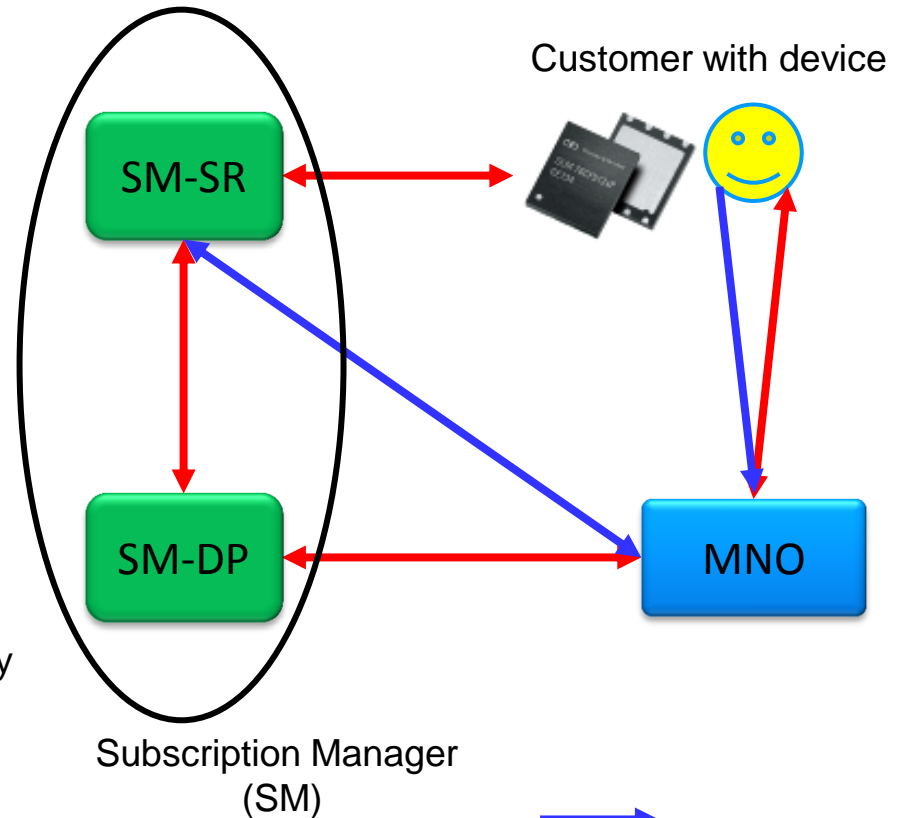 Customer with device
SM-SR
SM-DP
MNO
y
Subscription Manager
(SM)